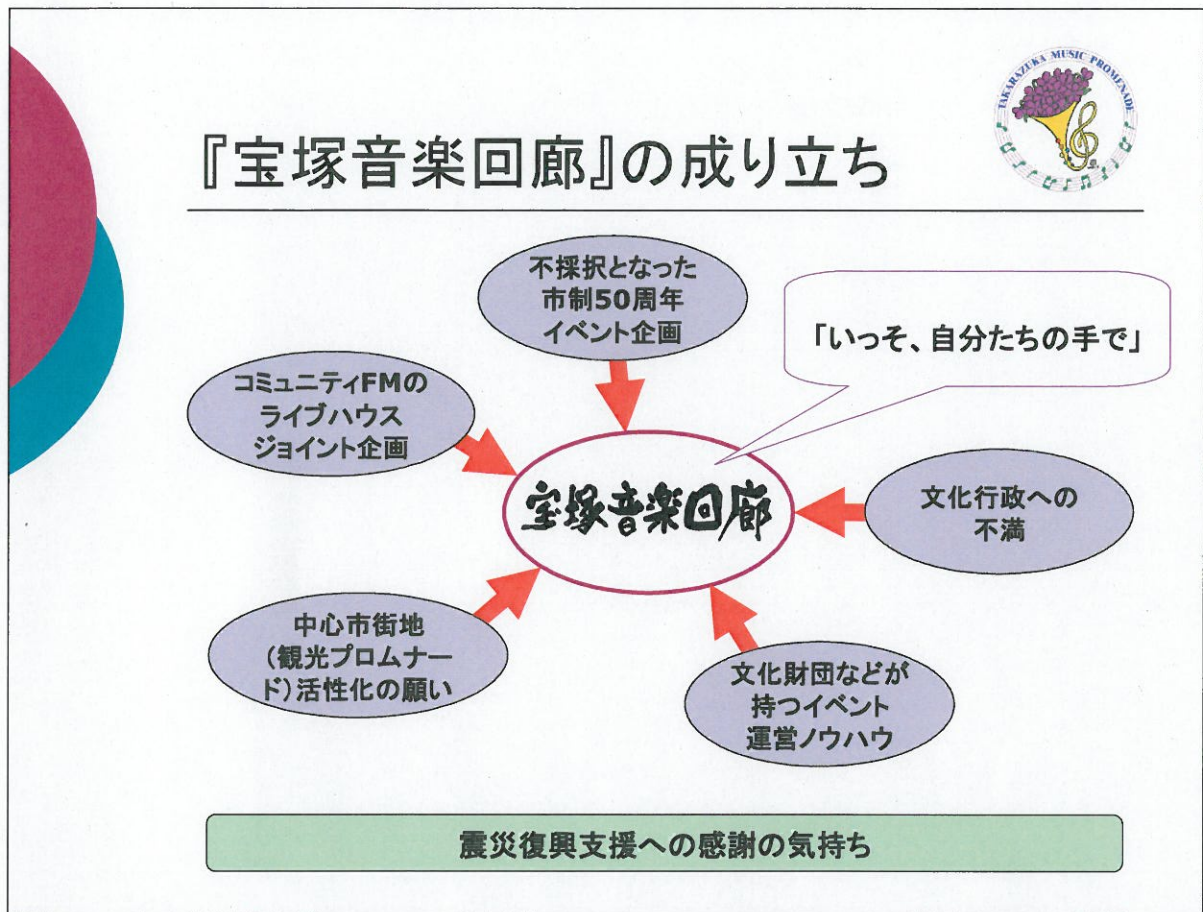 TAKARAZUKA MUSIC PROMENADE
『宝塚音楽回廊』の成り立ち
不採択となった
市制50周年
イベント企画
「いっそ、自分たちの手で」
コミュニティFMの
ライブハウス
ジョイント企画
宝塚音楽回廊
文化行政への
不満
中心市街地
(観光プロムナー
ド)活性化の願い
文化財団などが
持つイベント
運営ノウハウ
震災復興支援への感謝の気持ち